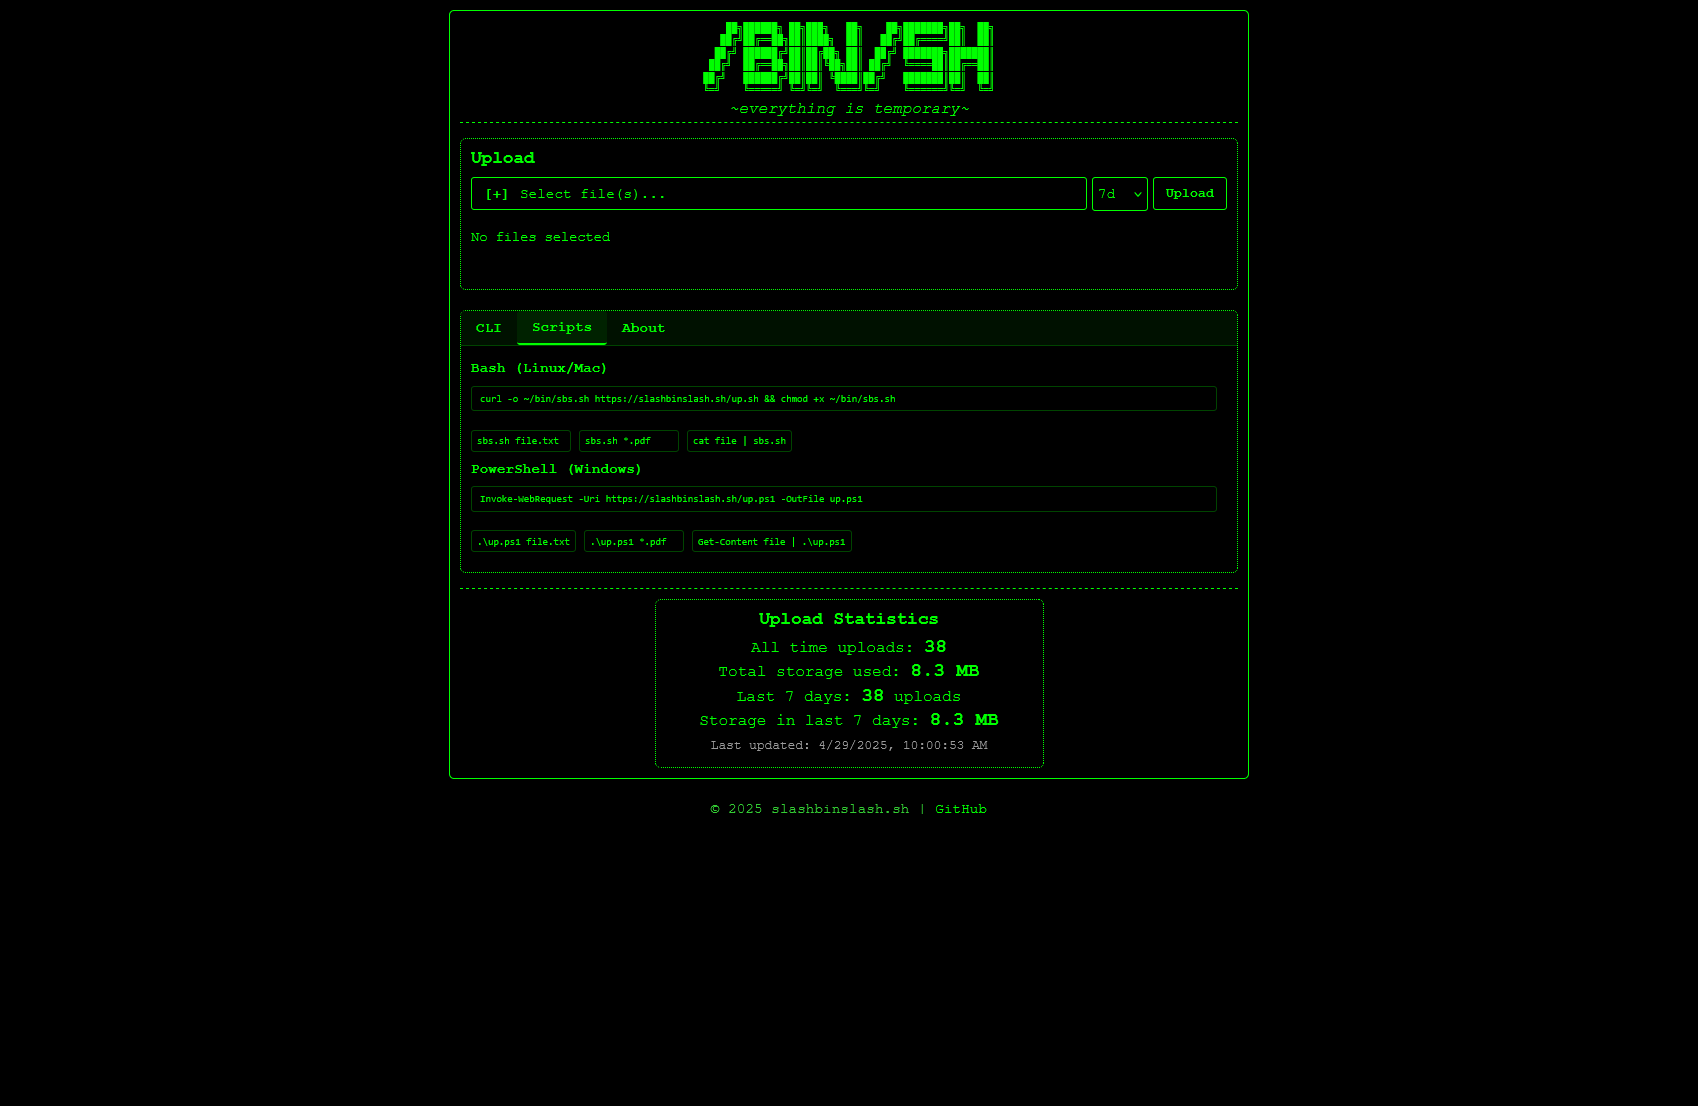 /BIN/SH
~everything is temporary~
Upload
[+] Select file(s)...
7d
Upload
No files selected
CLI
Scripts
About
Bash (Linux/Mac)
curl -o ~/bin/sbs.sh https://slashbinslash.sh/up.sh && chmod +x ~/bin/sbs.sh
sbs.sh file.txt
sbs.sh *.pdf
cat file | sbs.sh
PowerShell (Windows)
Invoke-WebRequest -Uri https://slashbinslash.sh/up.ps1 -OutFile up.ps1
.\up.ps1 file.txt
.\up.ps1 *.pdf
Get-Content file | .\up.ps1
Upload Statistics
All time uploads: 38
Total storage used: 8.3 MB
Last 7 days: 38 uploads
Storage in last 7 days: 8.3 MB
Last updated: 4/29/2025, 10:00:53 AM
© 2025 slashbinslash.sh | GitHub